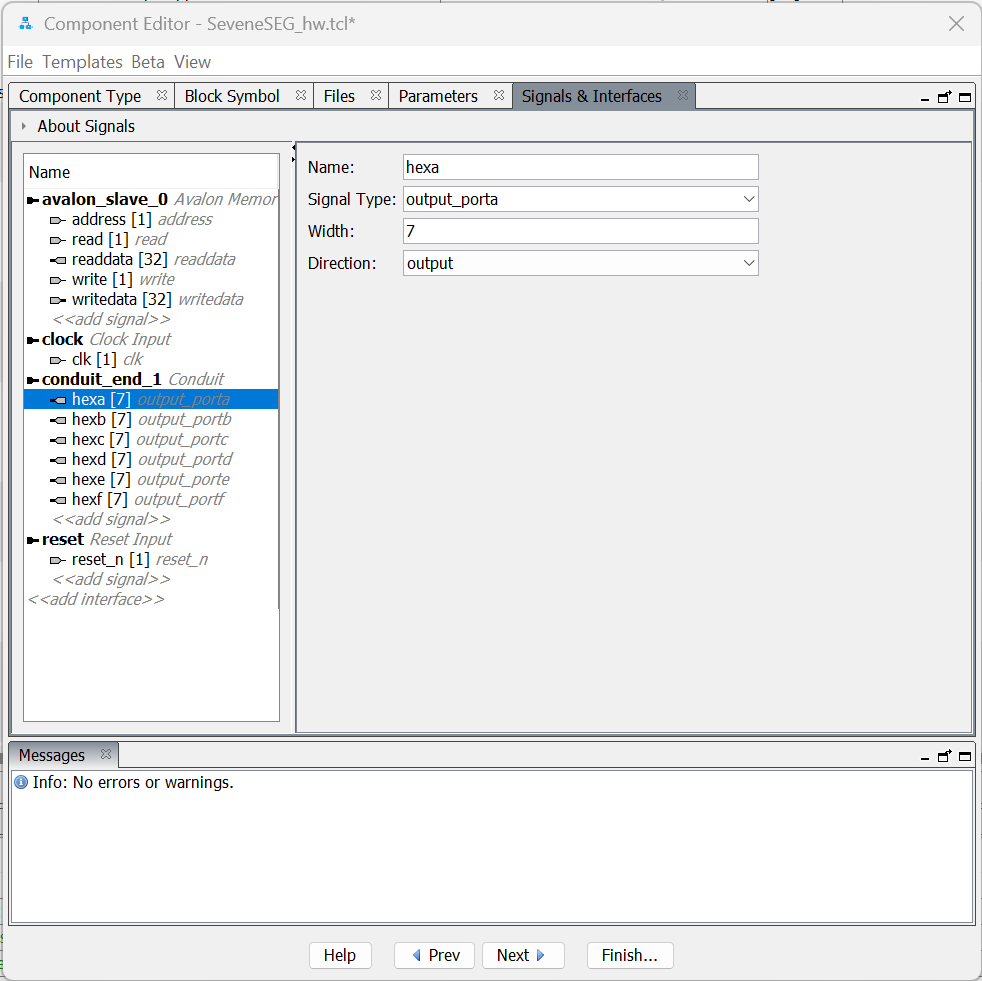 Component Editor - SeveneSEG_hw.tcl*
File Templates Beta View
Component Type Block Symbol Files Parameters Signals & Interfaces
About Signals
Name
avalon_slave_0 Avalon Memor
address [1] address
read [1] read
readdata [32] readdata
write [1] write
writedata [32] writedata
<<add signal>>
clock Clock Input
clk [1] clk
conduit_end_1 Conduit
hexa [7] output_porta
hexb [7] output_portb
hexc [7] output_portc
hexd [7] output_portd
hexe [7] output_porte
hexf [7] output_portf
<<add signal>>
reset Reset Input
reset_n [1] reset_n
<<add signal>>
<<add interface>>
Name: hexa
Signal Type: output_porta
Width: 7
Direction: output
Messages
Info: No errors or warnings.
Help Prev Next Finish...